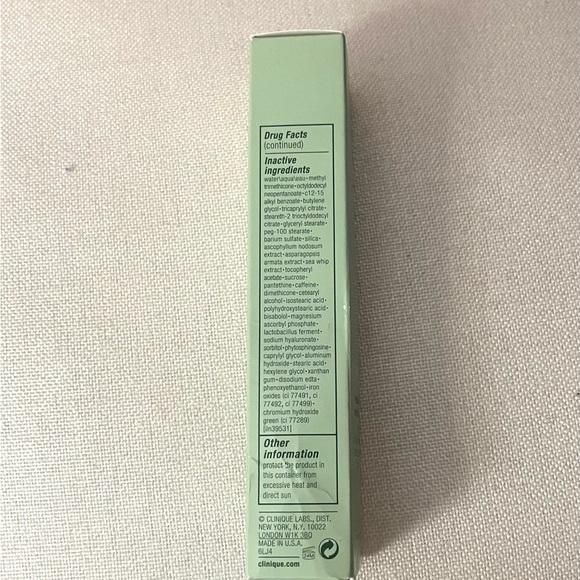 Drug Facts
(continued)
Inactive
ingredients
water\aqua\eau•methyl
trimethicone•octyldodecyl
neopentanoate•c12-15
alkyl benzoate•butylene
glycol•tricaprylyl citrate•
steareth-2 trioctyldodecyl
citrate•glyceryl stearate•
peg-100 stearate•
barium sulfate•silica•
ascophyllum nodosum
extract•asparagopsis
armata extract•sea whip
extract•tocopheryl
acetate•sucrose•
pantethine•caffeine•
dimethicone•cetearyl
alcohol•isostearic acid•
polyhydroxystearic acid•
bisabolol•magnesium
ascorbyl phosphate•
lactobacillus ferment•
sodium hyaluronate•
sorbitol•phytosphingosine•
caprylyl glycol•aluminum
hydroxide•stearic acid•
hexylene glycol•xanthan
gum•disodium edta•
phenoxyethanol•iron
oxides (ci 77491, ci
77492, ci 77499)•
chromium hydroxide
green (ci 77289)
[iln39531]
Other
information
protect the product in
this container from
excessive heat and
direct sun
© CLINIQUE LABS., DIST.
NEW YORK, N.Y. 10022
LONDON W1K 3BQ
MADE IN U.S.A.
6LJ4
clinique.com